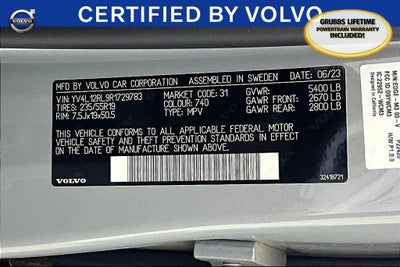 CERTIFIED BY VOLVO
VOLVO
GRUBBS LIFETIME
POWERTRAIN WARRANTY
INCLUDED!
MFD BY VOLVO CAR CORPORATION ASSEMBLED IN SWEDEN 06/23
VIN: YV4L12RL9R1729783 MARKET CODE: 31 GVWR: 5400 LB
TIRES: 235/55R19 COLOUR: 740 GAWR FRONT 2670 LB
RIM: 7.5Jx19x50.5 TYPE: MPV GAWR REAR 2800 LB
THIS VEHICLE CONFORMS TO ALL APPLICABLE U.S. FEDERAL MOTOR
VEHICLE SAFETY AND THEFT PREVENTION STANDARDS IN EFFECT
ON THE DATE OF MANUFACTURE SHOWN ABOVE.
VOLVO
32418721